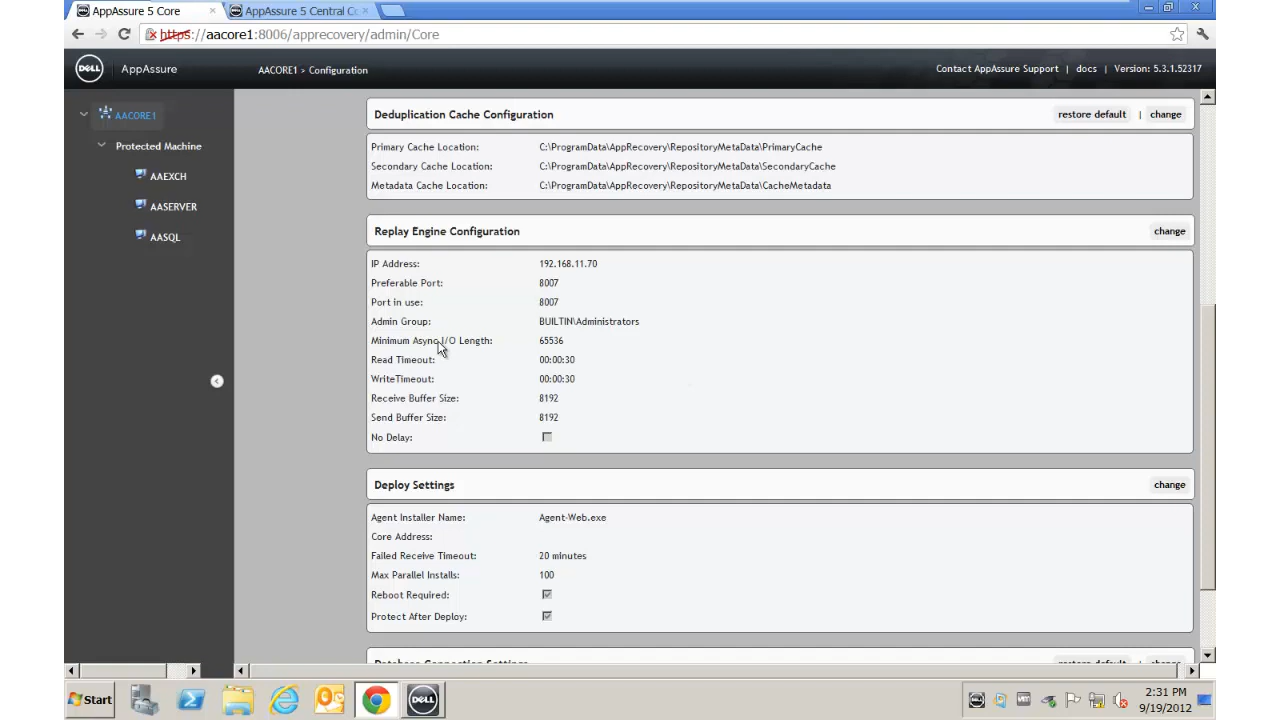 AppAssure 5 Core
AppAssure 5 Central Co
https://aacore1:8006/apprecovery/admin/Core
DELL
AppAssure
AACORE1 > Configuration
Contact AppAssure Support | docs | Version: 5.3.1.52317
AACORE1
Protected Machine
AAEXCH
AASERVER
AASQL
Deduplication Cache Configuration
restore default | change
Primary Cache Location: C:\ProgramData\AppRecovery\RepositoryMetaData\PrimaryCache
Secondary Cache Location: C:\ProgramData\AppRecovery\RepositoryMetaData\SecondaryCache
Metadata Cache Location: C:\ProgramData\AppRecovery\RepositoryMetaData\CacheMetadata
Replay Engine Configuration
change
IP Address: 192.168.11.70
Preferable Port: 8007
Port in use: 8007
Admin Group: BUILTIN\Administrators
Minimum Async I/O Length: 65536
Read Timeout: 00:00:30
WriteTimeout: 00:00:30
Receive Buffer Size: 8192
Send Buffer Size: 8192
No Delay:
Deploy Settings
change
Agent Installer Name: Agent-Web.exe
Core Address:
Failed Receive Timeout: 20 minutes
Max Parallel Installs: 100
Reboot Required:
Protect After Deploy:
Database Connection Settings
restore default | change
Start
DELL
2:31 PM
9/19/2012